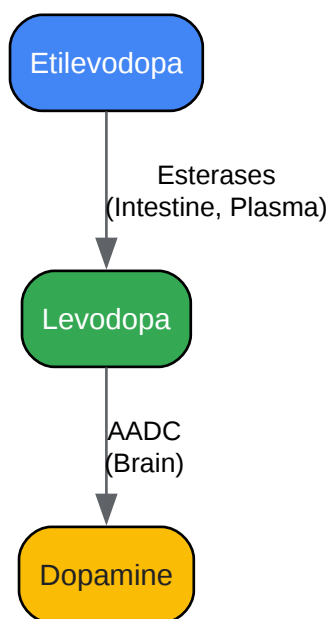 Etilevodopa
Esterases
(Intestine, Plasma)
Levodopa
AADC
(Brain)
Dopamine